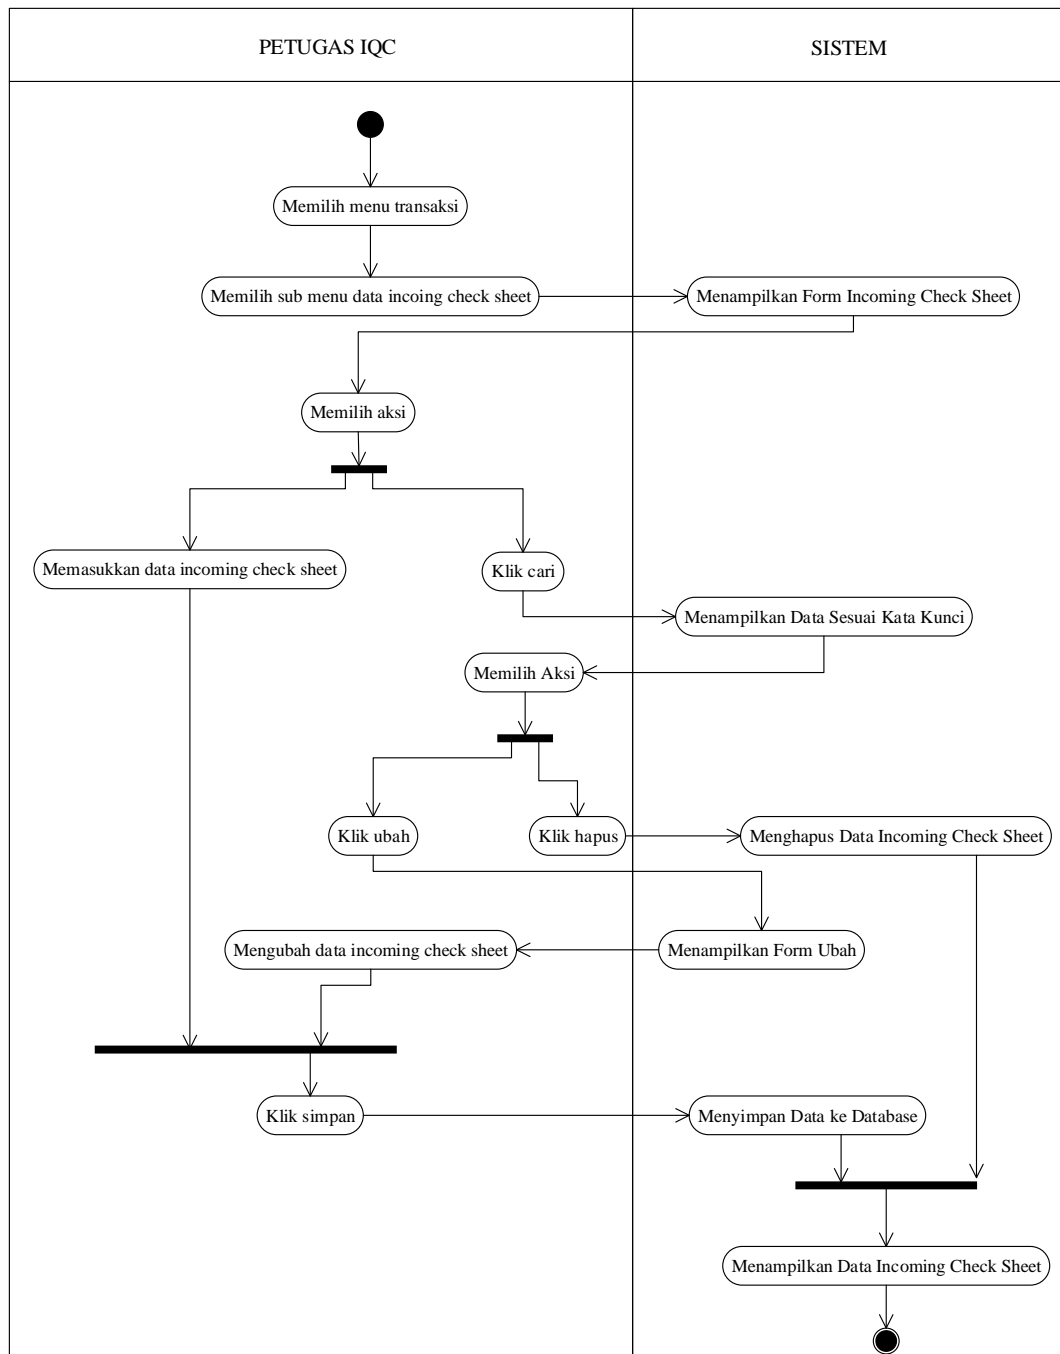 PETUGAS IQC
SISTEM
Memilih menu transaksi
Memilih sub menu data incoing check sheet
Menampilkan Form Incoming Check Sheet
Memilih aksi
Memasukkan data incoming check sheet
Klik cari
Menampilkan Data Sesuai Kata Kunci
Memilih Aksi
Klik ubah
Klik hapus
Menghapus Data Incoming Check Sheet
Mengubah data incoming check sheet
Menampilkan Form Ubah
Klik simpan
Menyimpan Data ke Database
Menampilkan Data Incoming Check Sheet